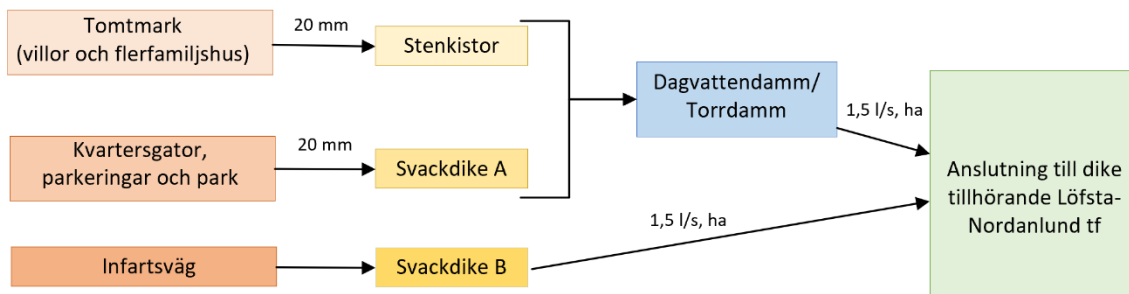 Tomtmark
(villor och flerfamiljshus)
20 mm
Stenkistor
Kvartersgator,
parkeringar och park
20 mm
Svackdike A
Infartsväg
Svackdike B
Dagvattendamm/
Torrdamm
1,5 l/s, ha
1,5 l/s, ha
Anslutning till dike
tillhörande Löfsta-
Nordanlund tf